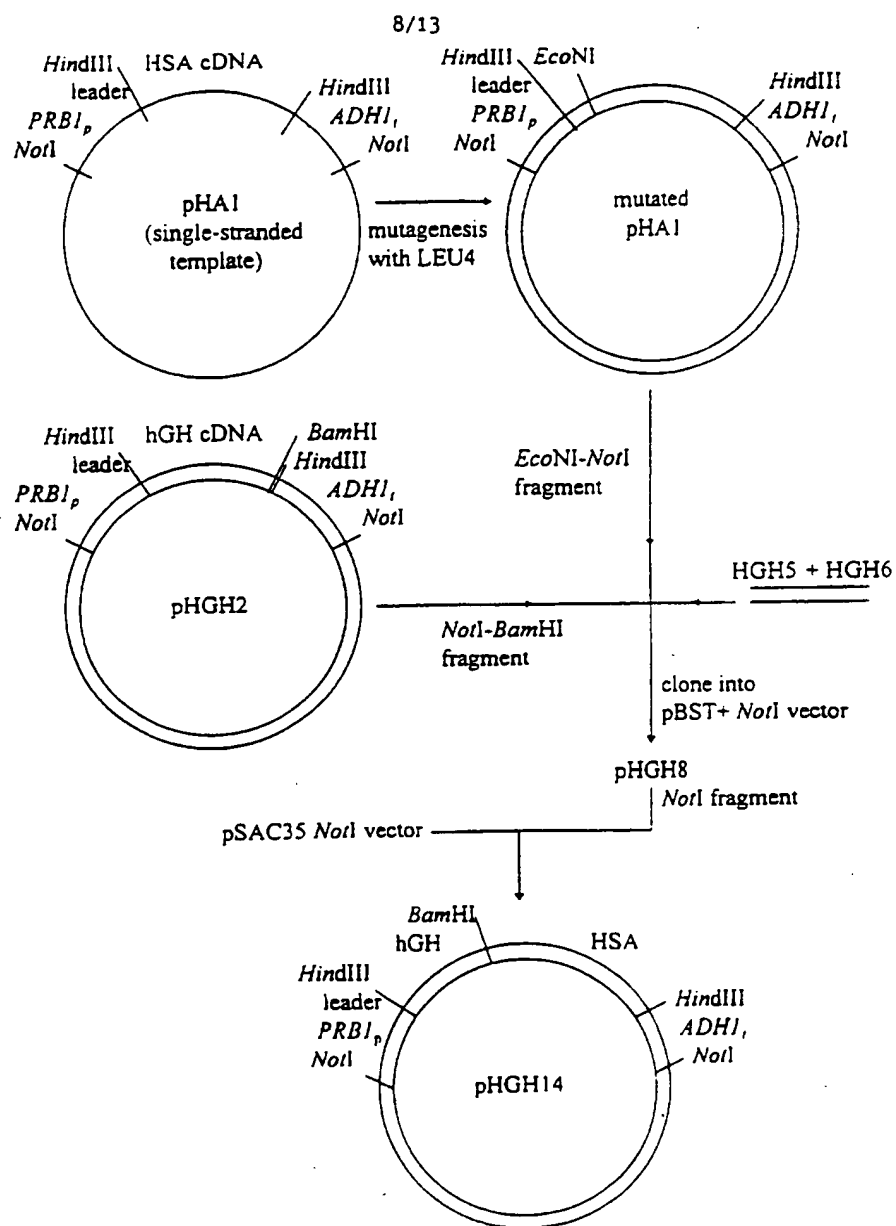 8/13
HindIII HSA cDNA
leader
PRB1p
NotI
HindIII
ADH1t
NotI
pHA1
(single-stranded
template)
mutagenesis
with LEU4
HindIII EcoNI
leader
PRB1p
NotI
HindIII
ADH1t
NotI
mutated
pHA1
HindIII hGH cDNA
leader
PRB1p
NotI
BamHI
HindIII
ADH1t
NotI
pHGH2
EcoNI-NotI
fragment
HGH5 + HGH6
NotI-BamHI
fragment
clone into
pBST+ NotI vector
pHGH8
NotI fragment
pSAC35 NotI vector
BamHI
hGH HSA
HindIII
leader
PRB1p
NotI
HindIII
ADH1t
NotI
pHGH14